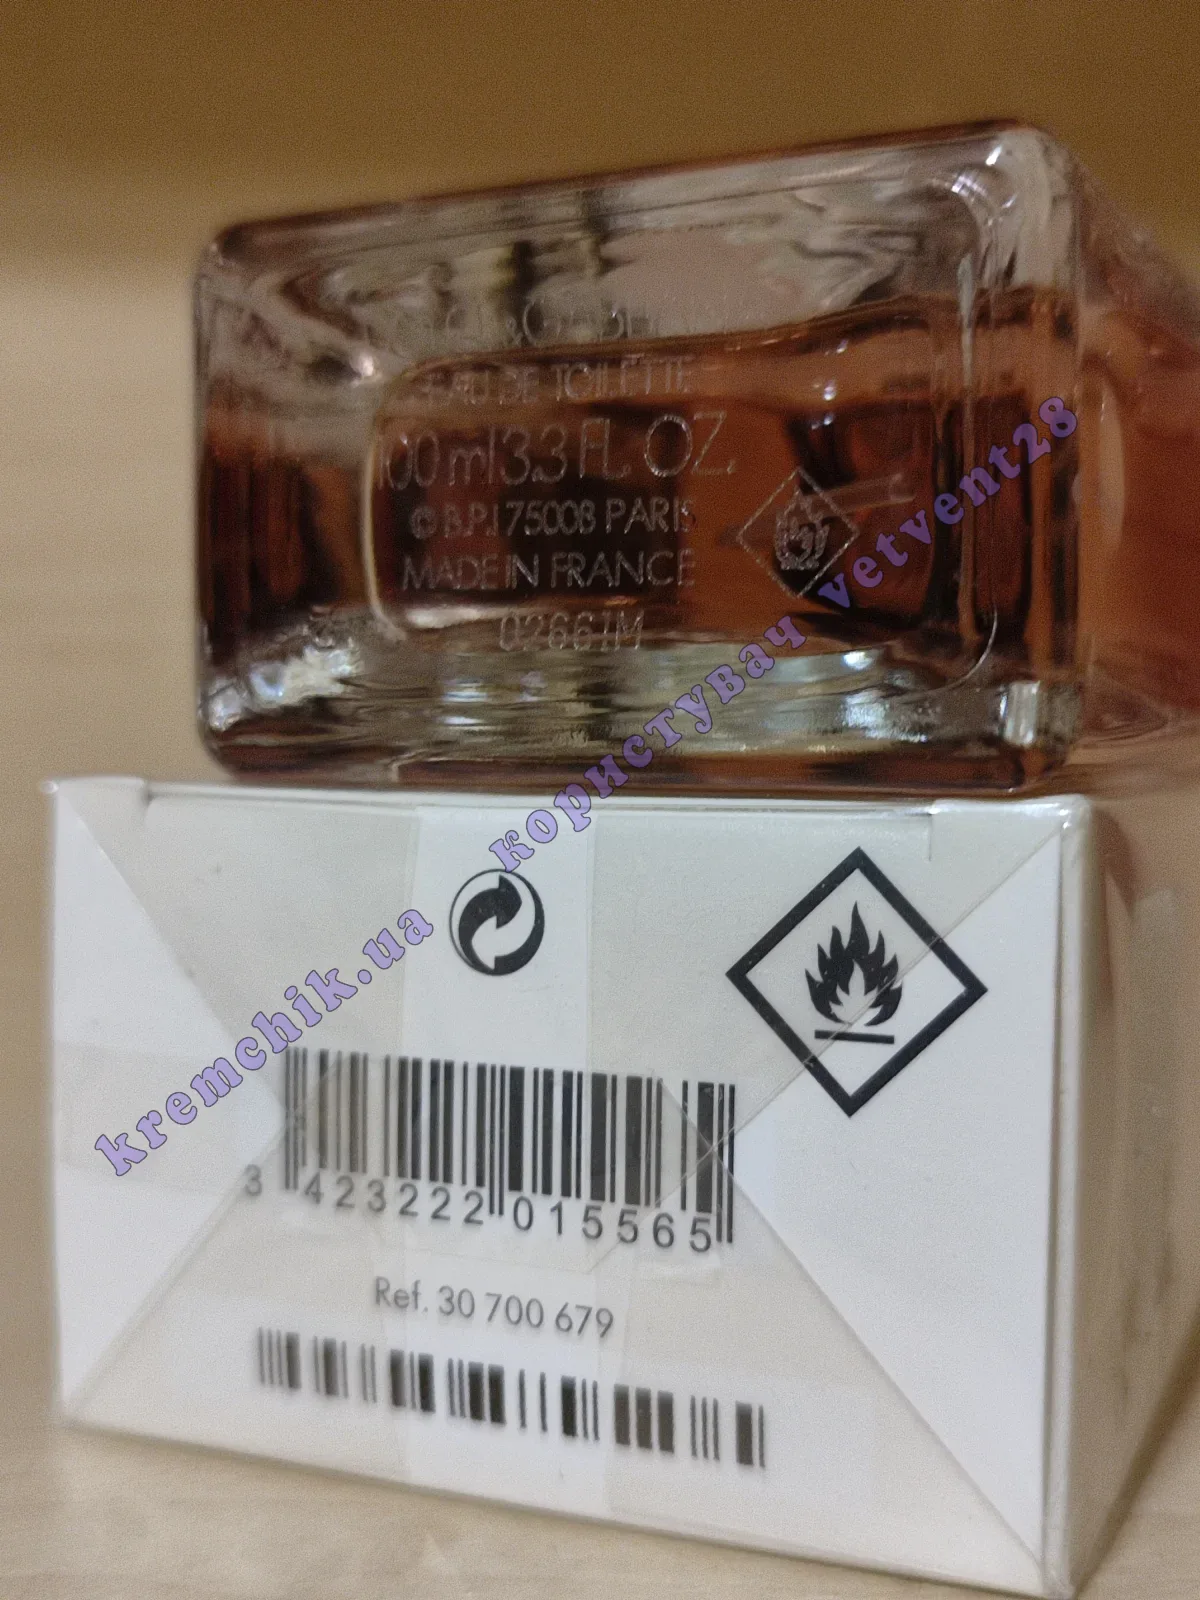 &GABBANA
EAU DE TOILETTE
100 ml 3.3 FL. OZ.
© B.P.I 75008 PARIS
MADE IN FRANCE
kremchik.ua користувач vetvent28
3 423222 015565
Ref. 30 700 679